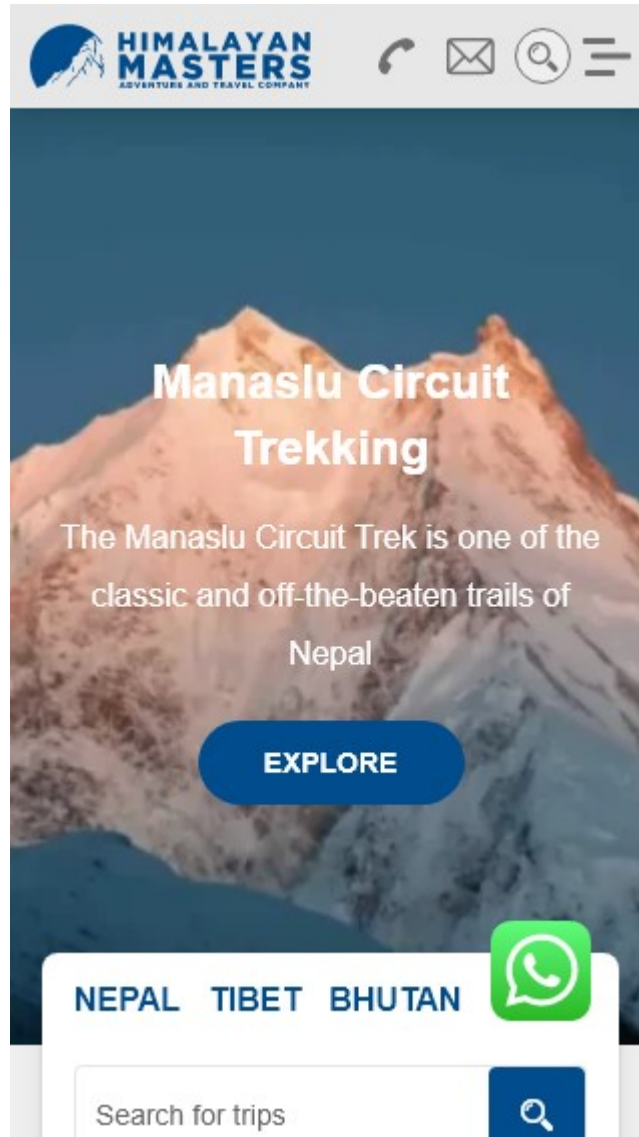 HIMALAYAN
MASTERS
ADVENTURE AND TRAVEL COMPANY
Manaslu Circuit
Trekking
The Manaslu Circuit Trek is one of the
classic and off-the-beaten trails of
Nepal
EXPLORE
NEPAL TIBET BHUTAN
Search for trips